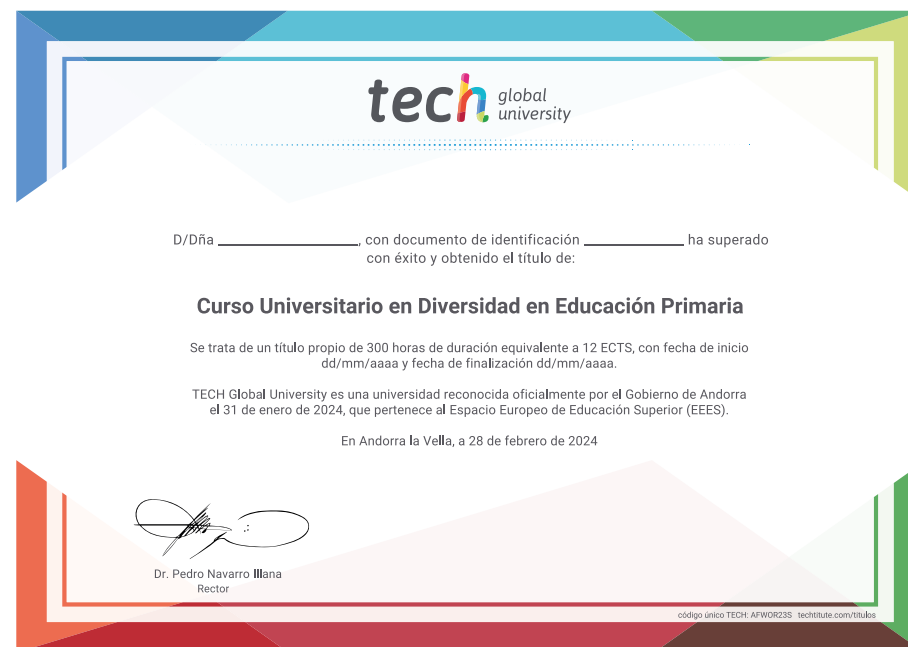 tech global university
D/Dña ____________, con documento de identificación _________ ha superado
con éxito y obtenido el título de:
Curso Universitario en Diversidad en Educación Primaria
Se trata de un título propio de 300 horas de duración equivalente a 12 ECTS, con fecha de inicio
dd/mm/aaaa y fecha de finalización dd/mm/aaaa.
TECH Global University es una universidad reconocida oficialmente por el Gobierno de Andorra
el 31 de enero de 2024, que pertenece al Espacio Europeo de Educación Superior (EEES).
En Andorra la Vella, a 28 de febrero de 2024
Dr. Pedro Navarro Illana
Rector
código único TECH: AFWOR23S techtitute.com/titulos